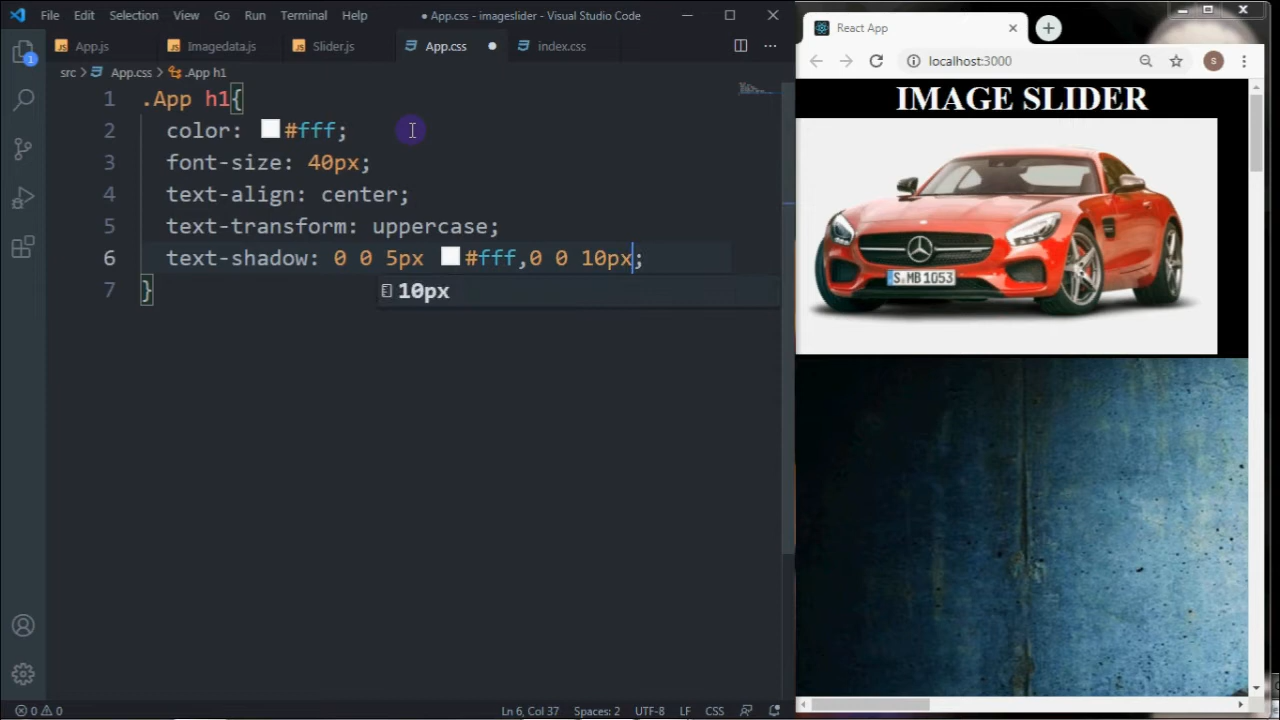 File Edit Selection View Go Run Terminal Help
● App.css - imageslider - Visual Studio Code
App.js Imagedata.js Slider.js App.css ● index.css
src > App.css > .App h1
1 .App h1{
2 color: #fff;
3 font-size: 40px;
4 text-align: center;
5 text-transform: uppercase;
6 text-shadow: 0 0 5px #fff,0 0 10px;
10px
7 }
1
0 0
Ln 6, Col 37 Spaces: 2 UTF-8 LF CSS
React App
localhost:3000
S
IMAGE SLIDER
S MB 1053